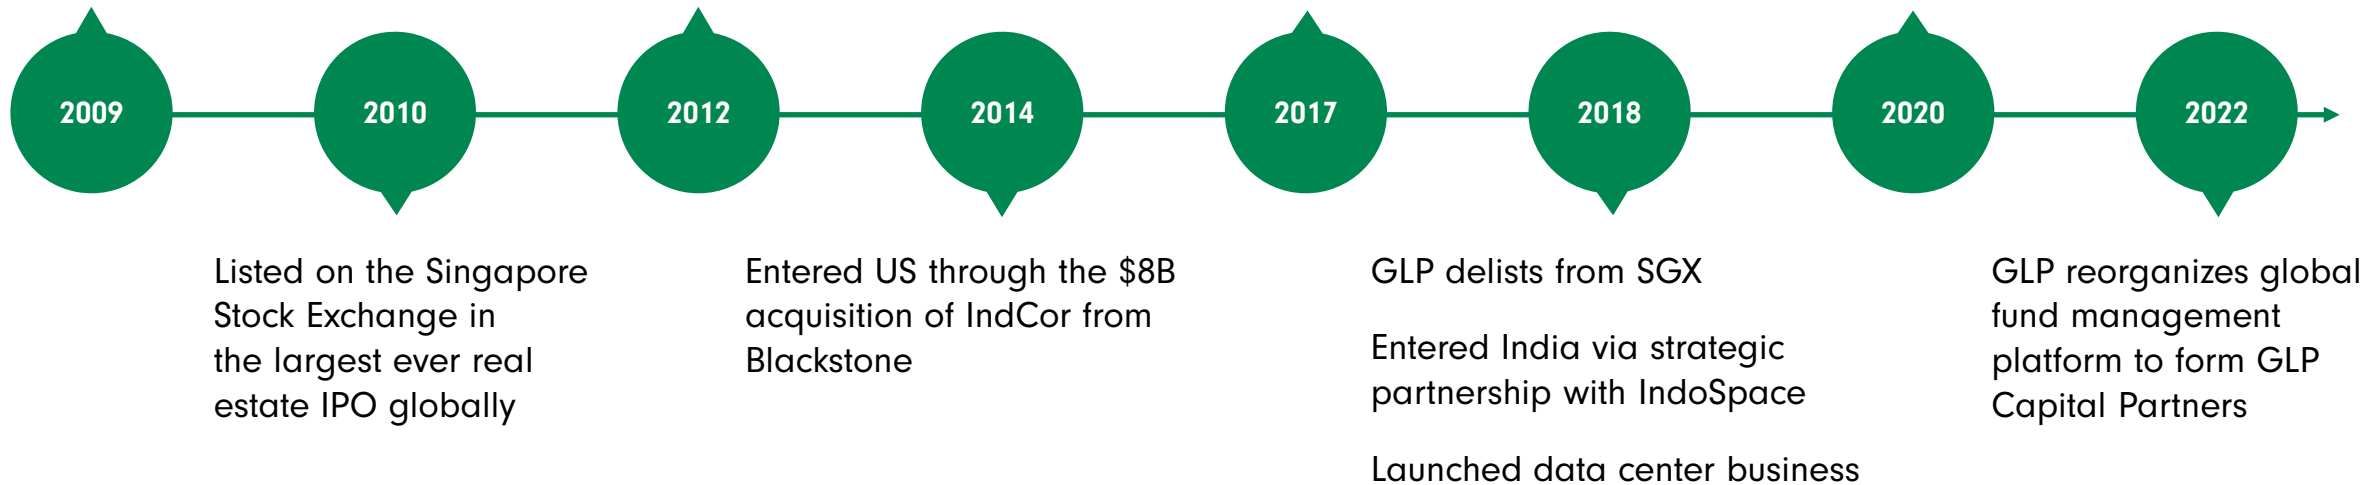 2009
2010
2012
2014
2017
2018
2020
2022
Listed on the Singapore
Stock Exchange in
the largest ever real
estate IPO globally
Entered US through the $8B
acquisition of IndCor from
Blackstone
GLP delists from SGX
Entered India via strategic
partnership with IndoSpace
Launched data center business
GLP reorganizes global
fund management
platform to form GLP
Capital Partners